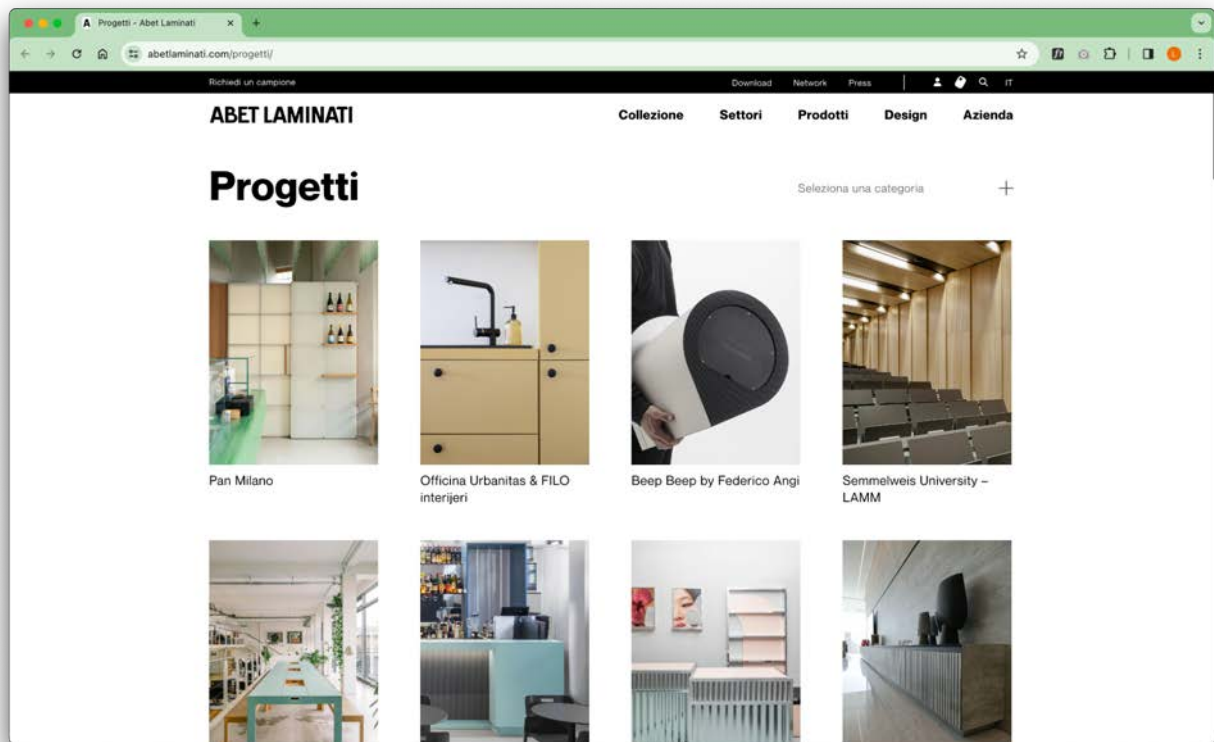 Progetti - Abet Laminati
abetlaminati.com/progetti/
Richiedi un campione
Download
Network
Press
IT
ABET LAMINATI
Collezione
Settori
Prodotti
Design
Azienda
Progetti
Seleziona una categoria
Pan Milano
Officina Urbanitas & FILO
interijeri
Beep Beep by Federico Angi
Semmelweis University –
LAMM